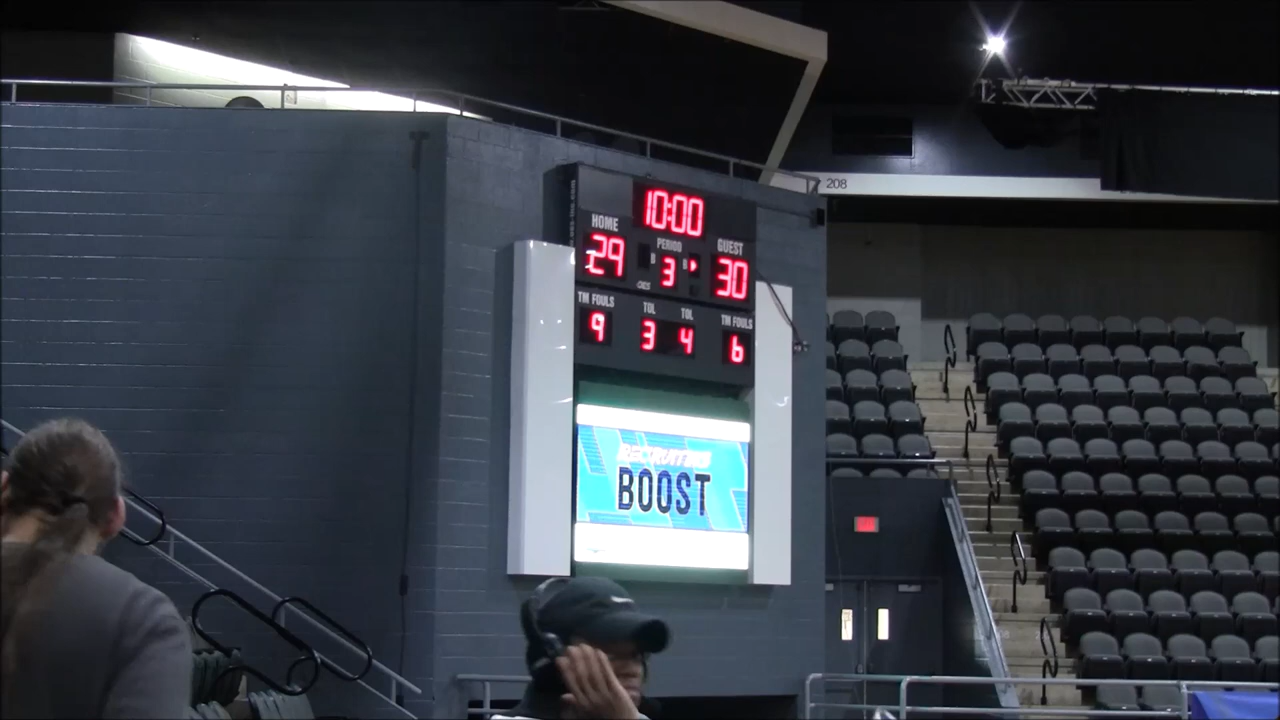 208
10:00
HOME
PERIOD
GUEST
29
B
3
B
30
TM FOULS
TOL
TOL
TM FOULS
9
3
4
6
RECRUITERS
BOOST